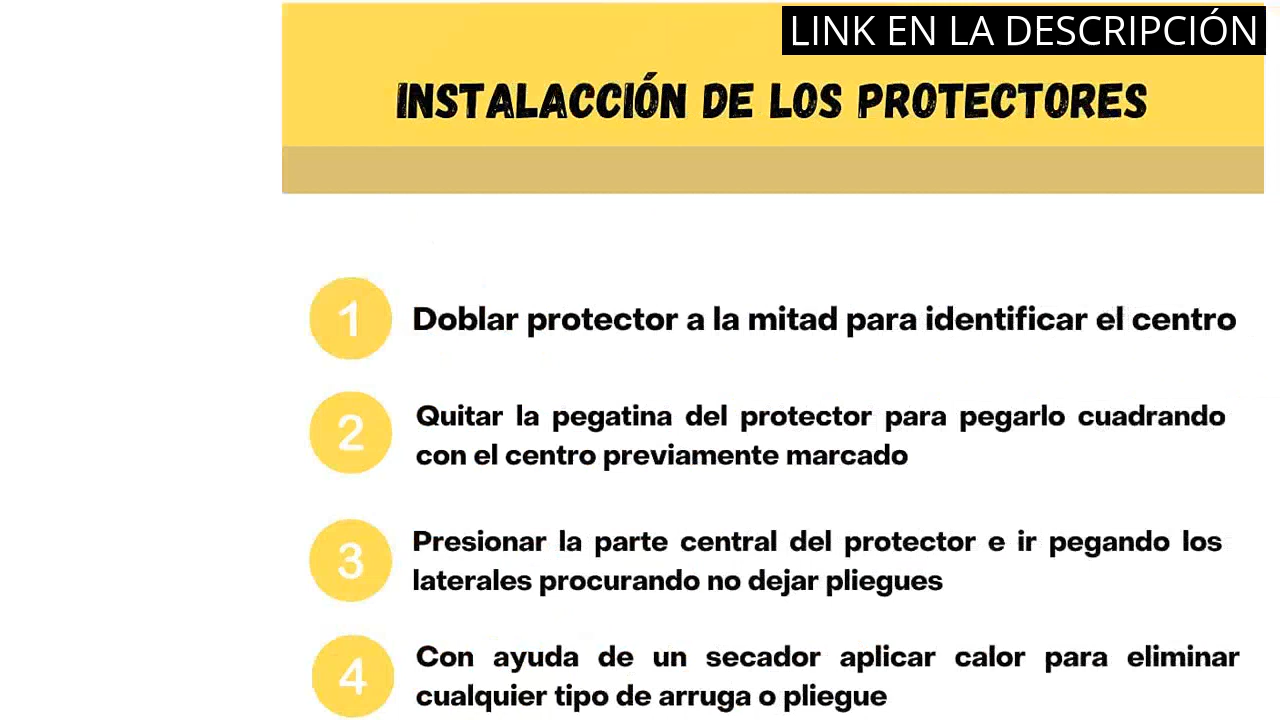 LINK EN LA DESCRIPCIÓN
INSTALACCIÓN DE LOS PROTECTORES
1 Doblar protector a la mitad para identificar el centro
2 Quitar la pegatina del protector para pegarlo cuadrando
con el centro previamente marcado
3 Presionar la parte central del protector e ir pegando los
laterales procurando no dejar pliegues
4 Con ayuda de un secador aplicar calor para eliminar
cualquier tipo de arruga o pliegue